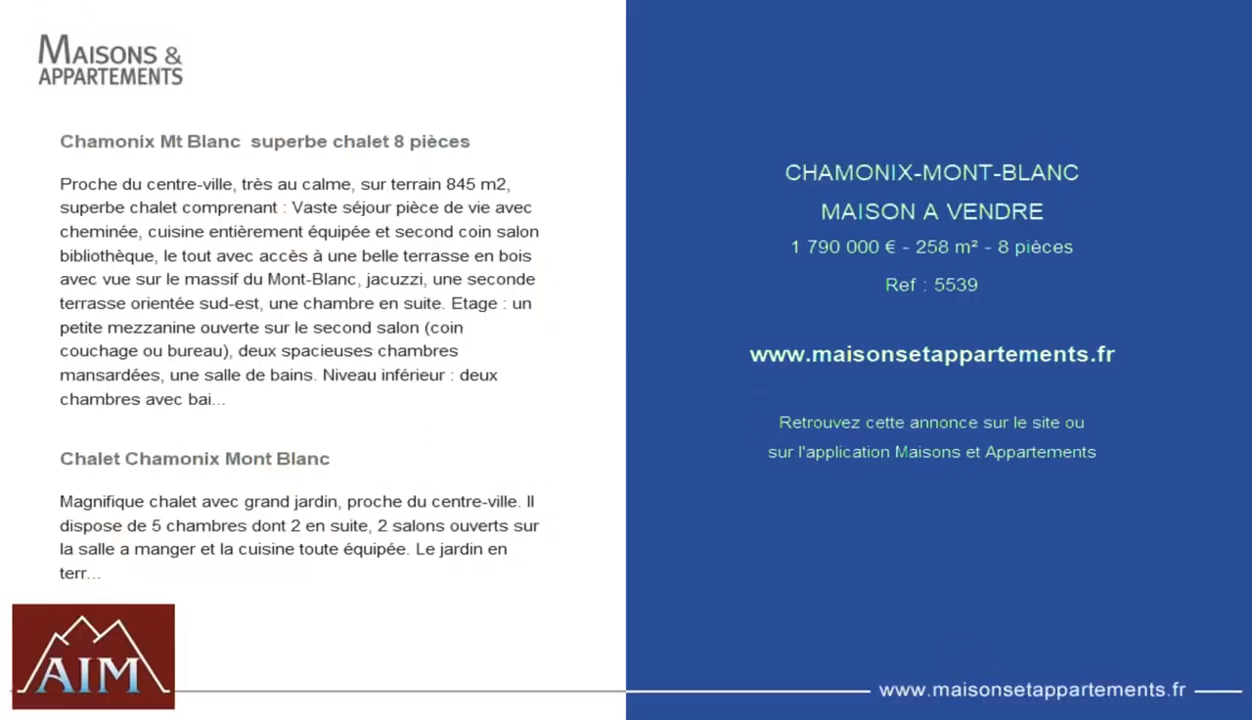 MAISONS &
APPARTEMENTS
Chamonix Mt Blanc  superbe chalet 8 pièces
Proche du centre-ville, très au calme, sur terrain 845 m2,
superbe chalet comprenant : Vaste séjour pièce de vie avec
cheminée, cuisine entièrement équipée et second coin salon
bibliothèque, le tout avec accès à une belle terrasse en bois
avec vue sur le massif du Mont-Blanc, jacuzzi, une seconde
terrasse orientée sud-est, une chambre en suite. Etage : un
petite mezzanine ouverte sur le second salon (coin
couchage ou bureau), deux spacieuses chambres
mansardées, une salle de bains. Niveau inférieur : deux
chambres avec bai...
Chalet Chamonix Mont Blanc
Magnifique chalet avec grand jardin, proche du centre-ville. Il
dispose de 5 chambres dont 2 en suite, 2 salons ouverts sur
la salle a manger et la cuisine toute équipée. Le jardin en
terr...
AIM
CHAMONIX-MONT-BLANC
MAISON A VENDRE
1 790 000 € - 258 m² - 8 pièces
Ref : 5539
www.maisonsetappartements.fr
Retrouvez cette annonce sur le site ou
sur l'application Maisons et Appartements
www.maisonsetappartements.fr